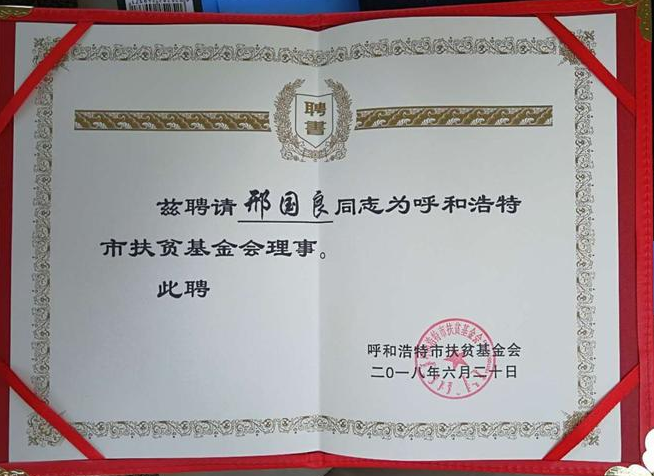 聘書
兹聘请邢国良同志为呼和浩特
市扶贫基金会理事。
此聘
呼和浩特市扶贫基金会
二0一八年六月二十日